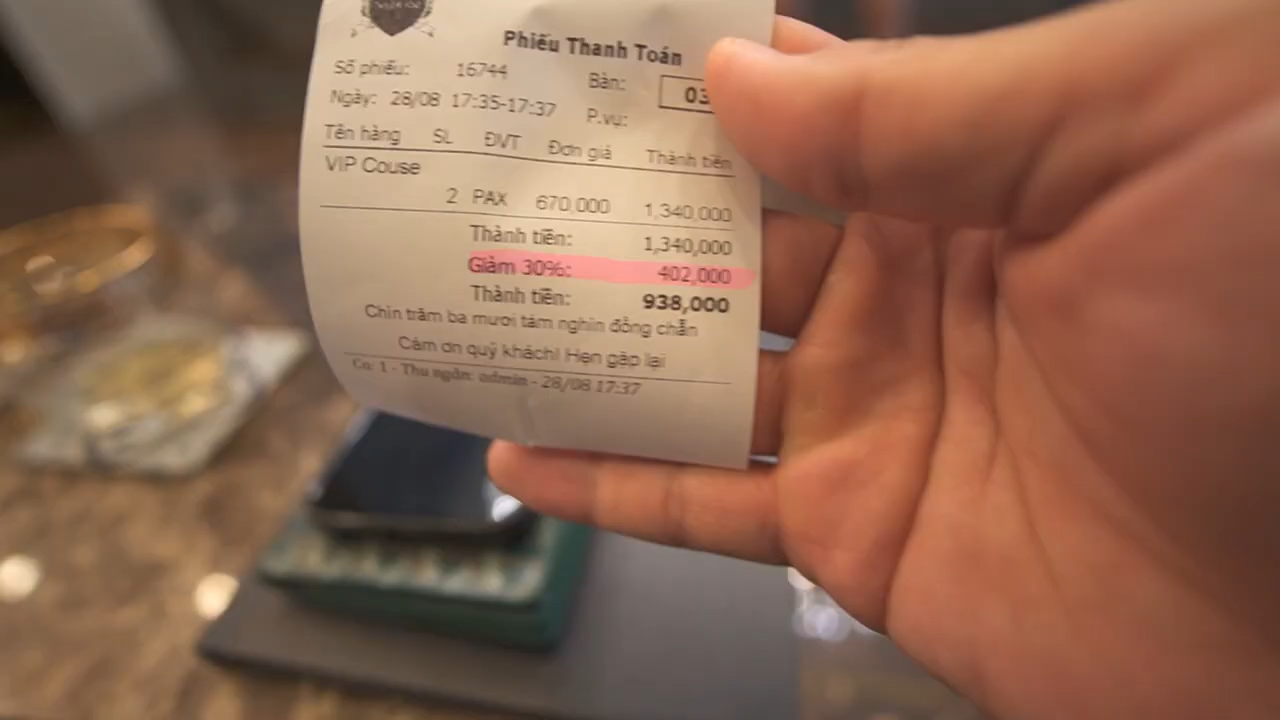 Phiếu Thanh Toán
Số phiếu: 16744 Bàn: 03
Ngày: 28/08 17:35-17:37 P.vụ:
Tên hàng SL ĐVT Đơn giá Thành tiền
VIP Couse
2 PAX 670,000 1,340,000
Thành tiền: 1,340,000
Giảm 30%: 402,000
Thành tiền: 938,000
Chín trăm ba mươi tám nghìn đồng chẵn
Cảm ơn quý khách! Hẹn gặp lại
Ca: 1 - Thu ngân: admin - 28/08 17:37